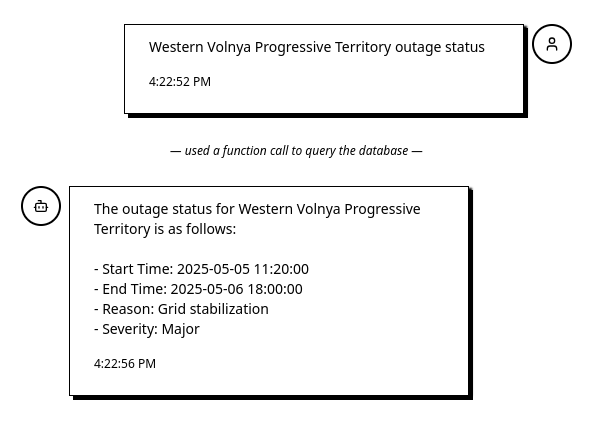 Western Volnya Progressive Territory outage status
4:22:52 PM
— used a function call to query the database —
The outage status for Western Volnya Progressive
Territory is as follows:
- Start Time: 2025-05-05 11:20:00
- End Time: 2025-05-06 18:00:00
- Reason: Grid stabilization
- Severity: Major
4:22:56 PM